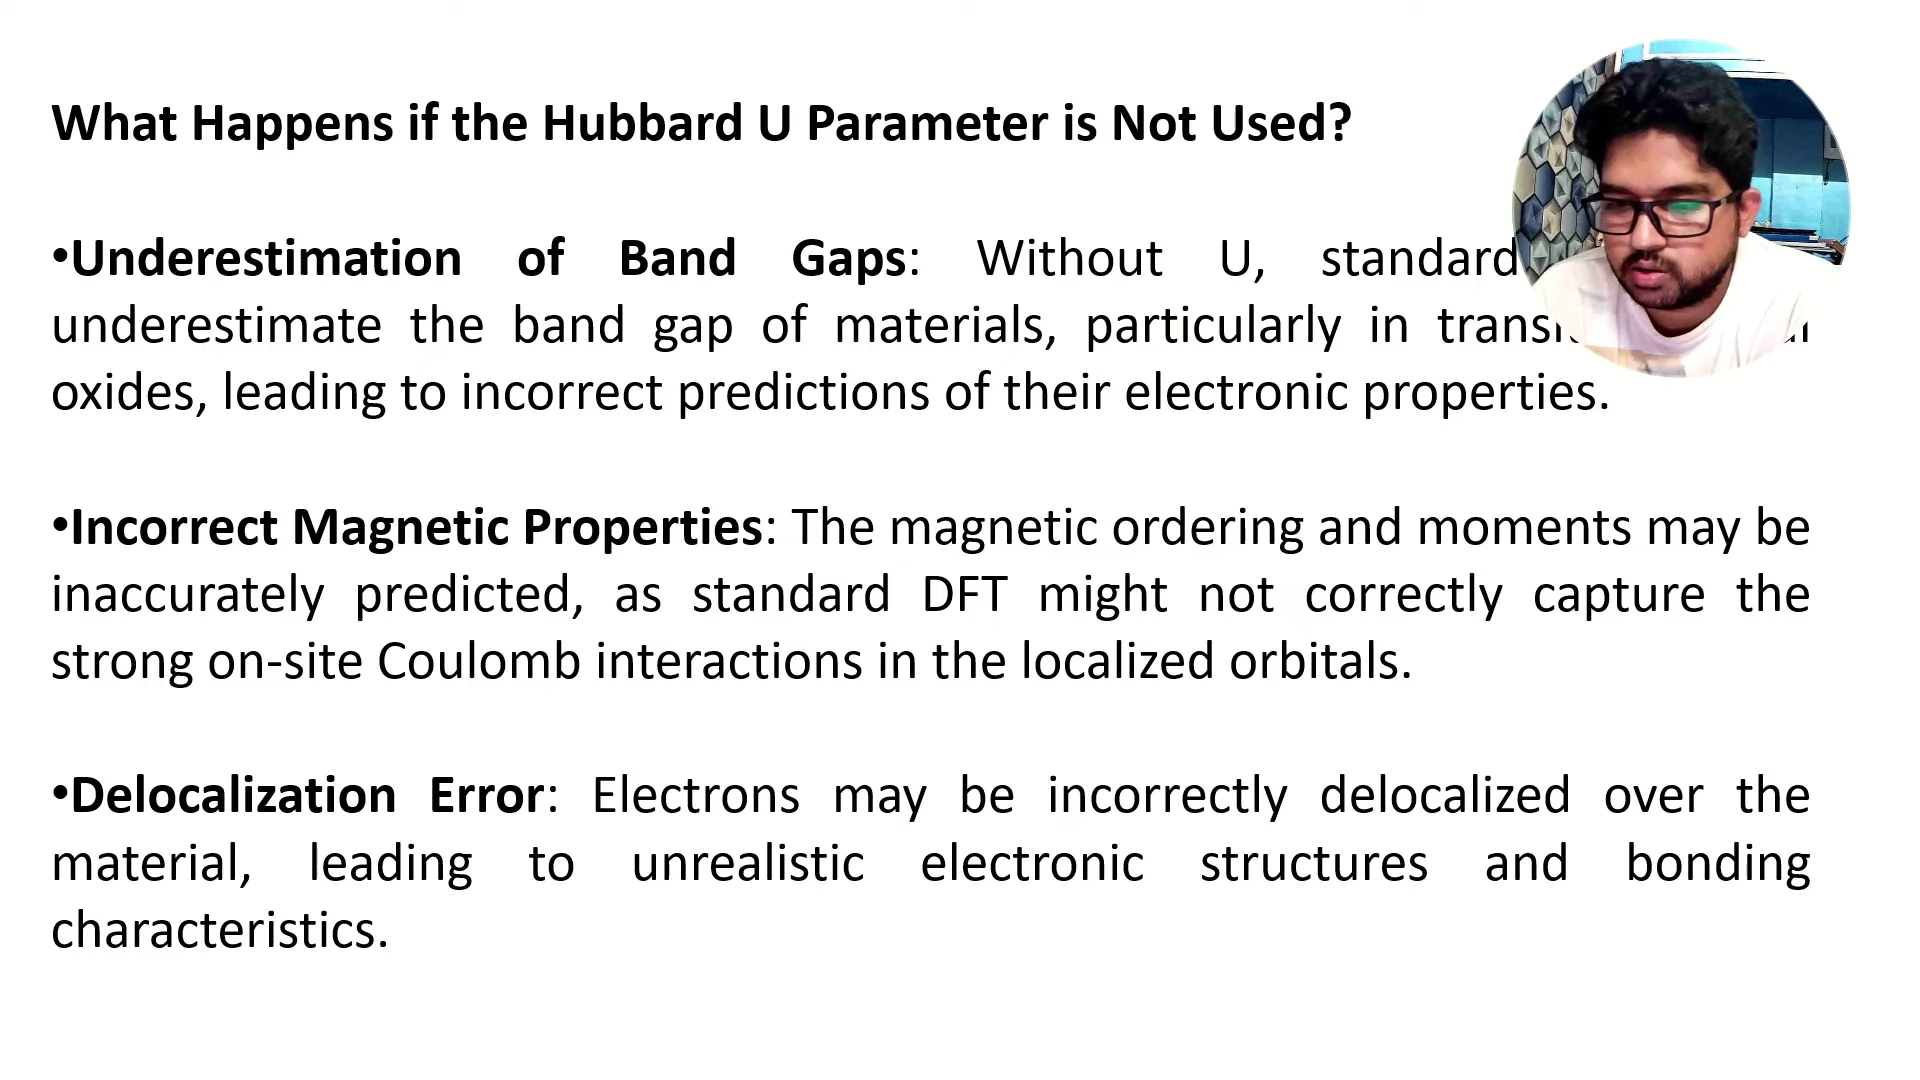 What Happens if the Hubbard U Parameter is Not Used?
•Underestimation of Band Gaps: Without U, standard
underestimate the band gap of materials, particularly in
oxides, leading to incorrect predictions of their electronic properties.
•Incorrect Magnetic Properties: The magnetic ordering and moments may be
inaccurately predicted, as standard DFT might not correctly capture the
strong on-site Coulomb interactions in the localized orbitals.
•Delocalization Error: Electrons may be incorrectly delocalized over the
material, leading to unrealistic electronic structures and bonding
characteristics.